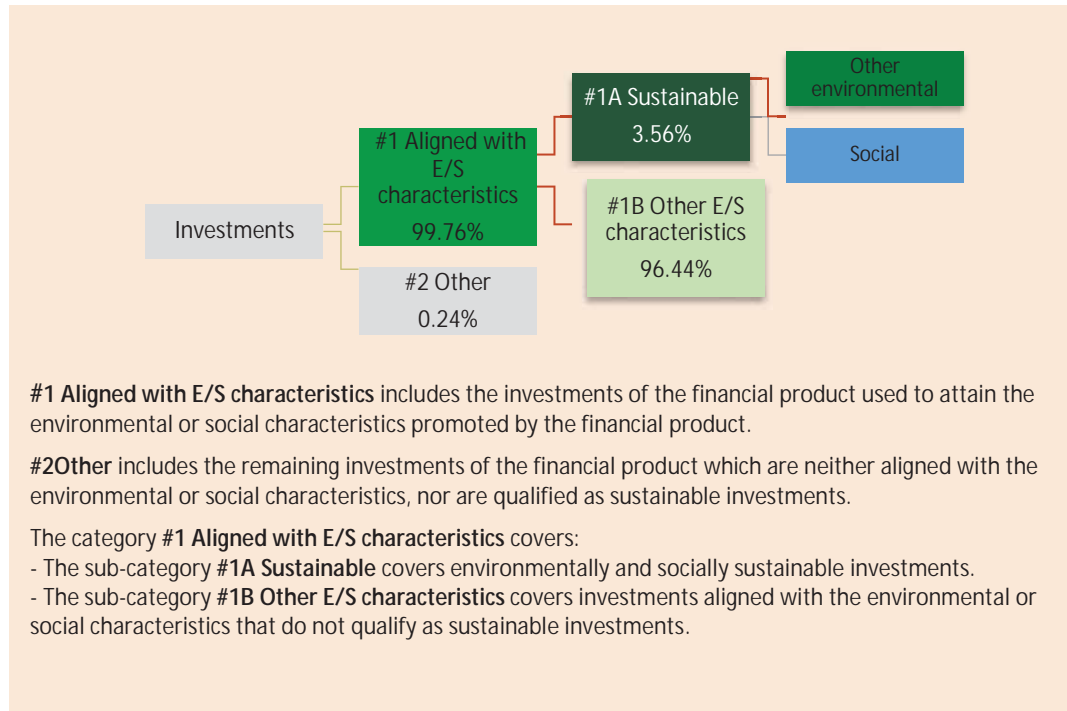 Other
environmental
#1A Sustainable
3.56%
#1 Aligned with
E/S
characteristics
99.76%
Social
#1B Other E/S
characteristics
96.44%
Investments
#2 Other
0.24%
#1 Aligned with E/S characteristics includes the investments of the financial product used to attain the
environmental or social characteristics promoted by the financial product.
#2Other includes the remaining investments of the financial product which are neither aligned with the
environmental or social characteristics, nor are qualified as sustainable investments.
The category #1 Aligned with E/S characteristics covers:
- The sub-category #1A Sustainable covers environmentally and socially sustainable investments.
- The sub-category #1B Other E/S characteristics covers investments aligned with the environmental or
social characteristics that do not qualify as sustainable investments.